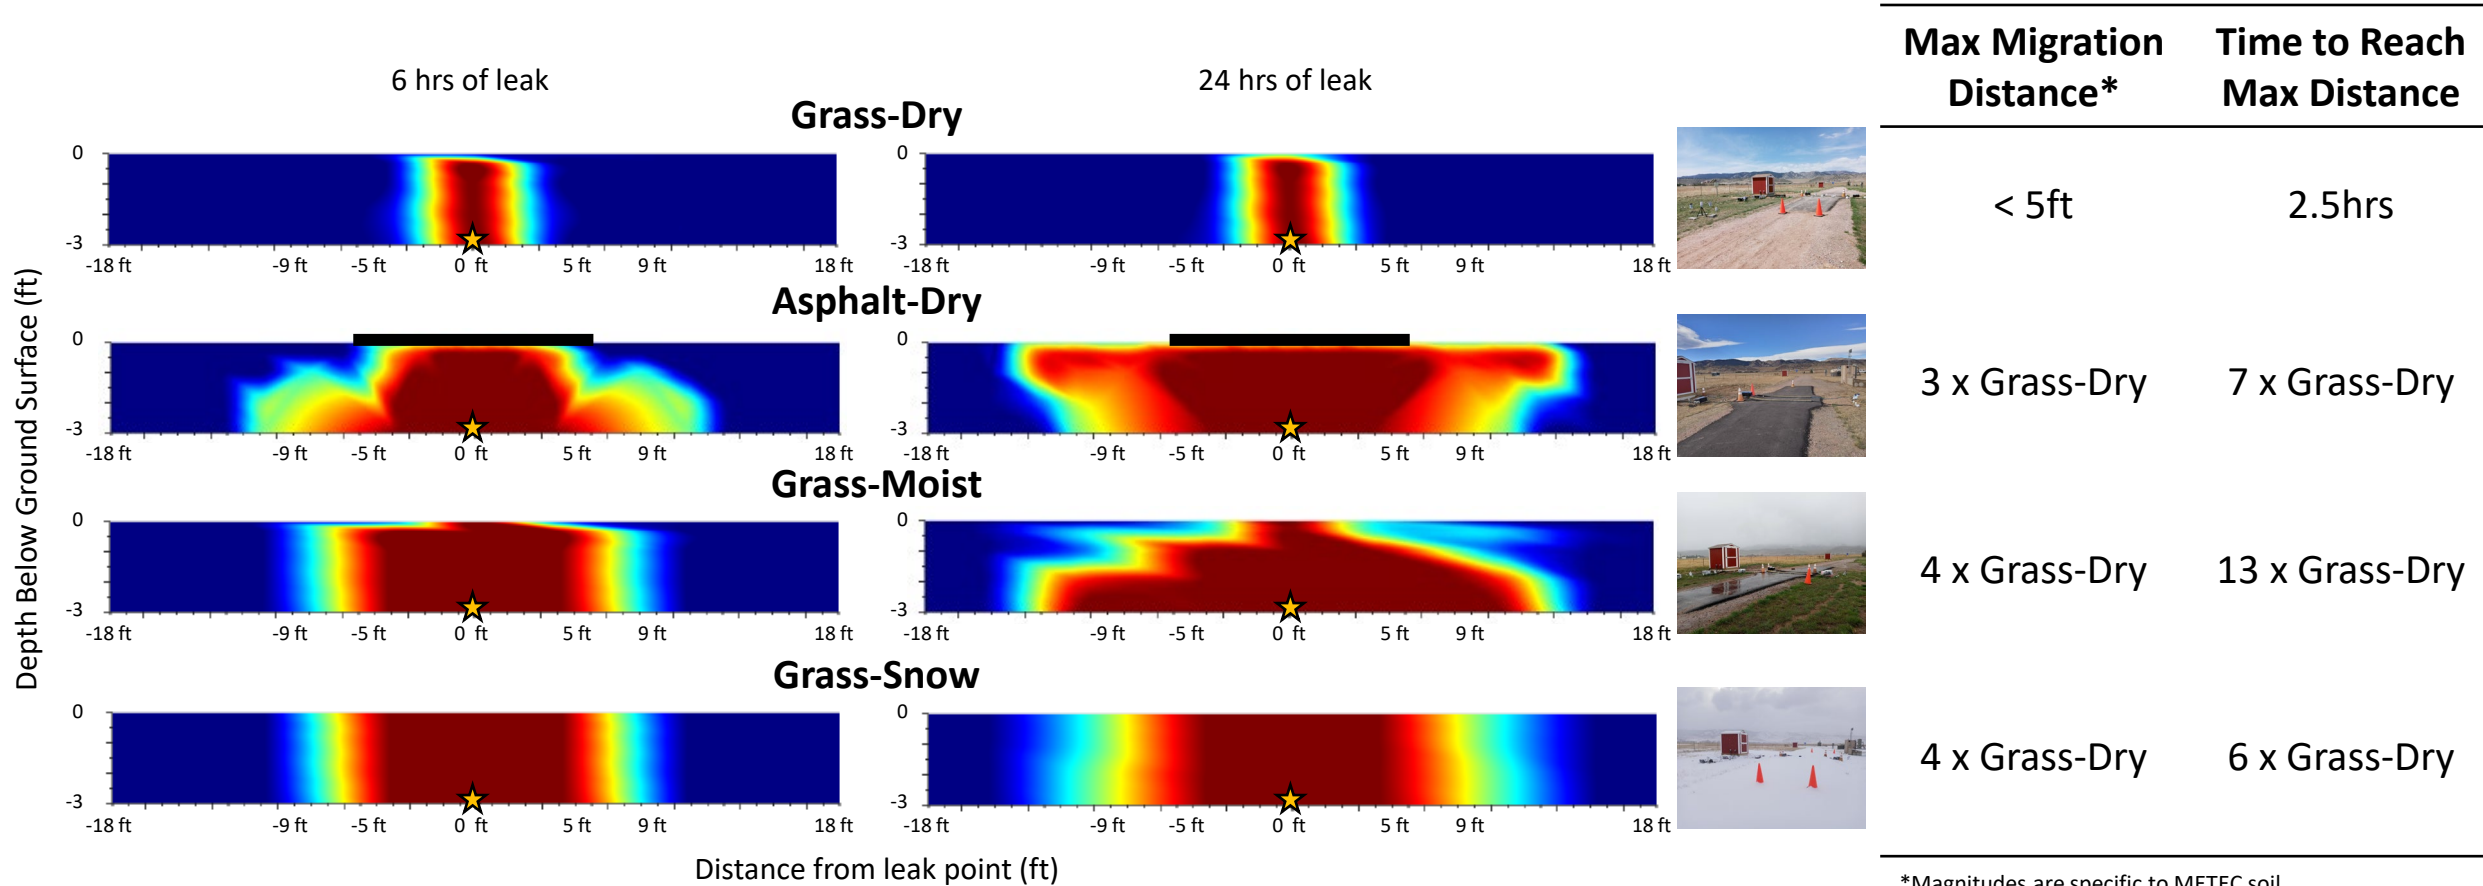 Max Migration Distance*
Time to Reach Max Distance
6 hrs of leak
24 hrs of leak
Grass-Dry
0
-3
-18 ft -9 ft -5 ft 0 ft 5 ft 9 ft 18 ft
0
-3
-18 ft -9 ft -5 ft 0 ft 5 ft 9 ft 18 ft
< 5ft
2.5hrs
Asphalt-Dry
0
-3
-18 ft -9 ft -5 ft 0 ft 5 ft 9 ft 18 ft
0
-3
-18 ft -9 ft -5 ft 0 ft 5 ft 9 ft 18 ft
3 x Grass-Dry
7 x Grass-Dry
Grass-Moist
0
-3
-18 ft -9 ft -5 ft 0 ft 5 ft 9 ft 18 ft
0
-3
-18 ft -9 ft -5 ft 0 ft 5 ft 9 ft 18 ft
4 x Grass-Dry
13 x Grass-Dry
Grass-Snow
0
-3
-18 ft -9 ft -5 ft 0 ft 5 ft 9 ft 18 ft
0
-3
-18 ft -9 ft -5 ft 0 ft 5 ft 9 ft 18 ft
4 x Grass-Dry
6 x Grass-Dry
Depth Below Ground Surface (ft)
Distance from leak point (ft)
*Magnitudes are specific to METEC soil